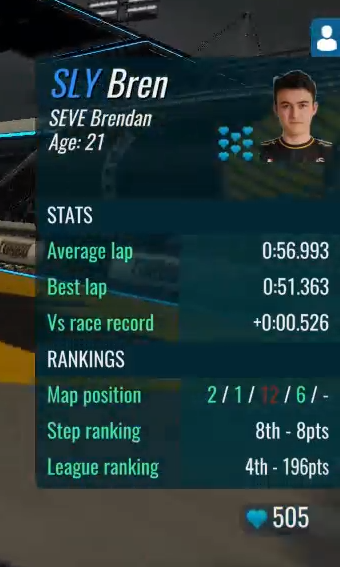 SLY Bren
SEVE Brendan
Age: 21
STATS
Average lap 0:56.993
Best lap 0:51.363
Vs race record +0:00.526
RANKINGS
Map position 2 / 1 / 12 / 6 / -
Step ranking 8th - 8pts
League ranking 4th - 196pts
505